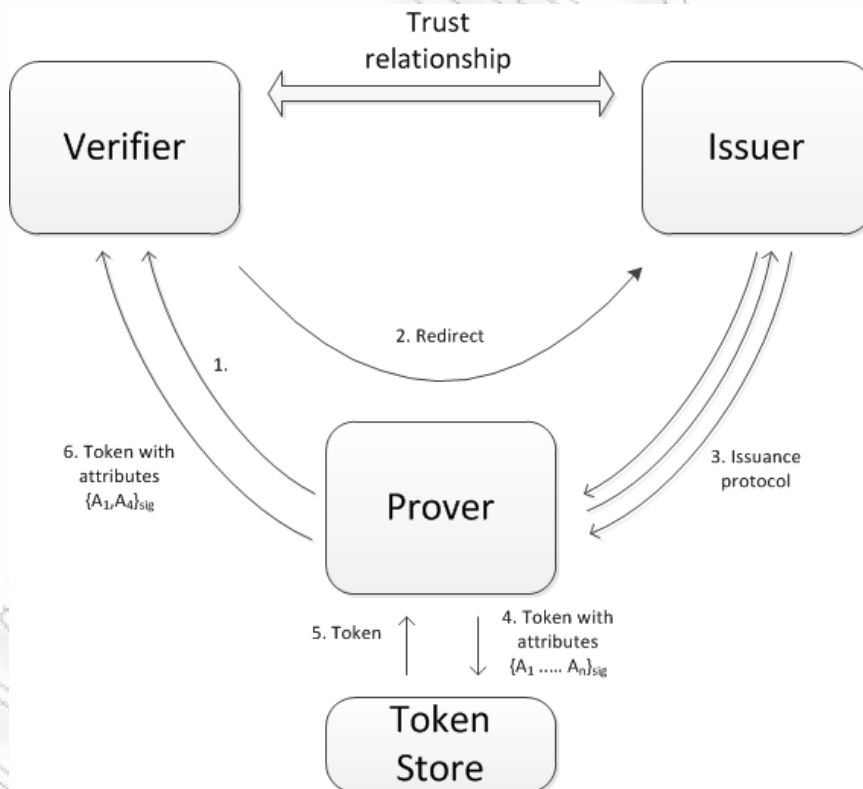 Trust
relationship
Verifier
Issuer
2. Redirect
1.
6. Token with
attributes
{A₁,A₄}sig
3. Issuance
protocol
Prover
5. Token
4. Token with
attributes
{A₁ ..... Aₙ}sig
Token
Store